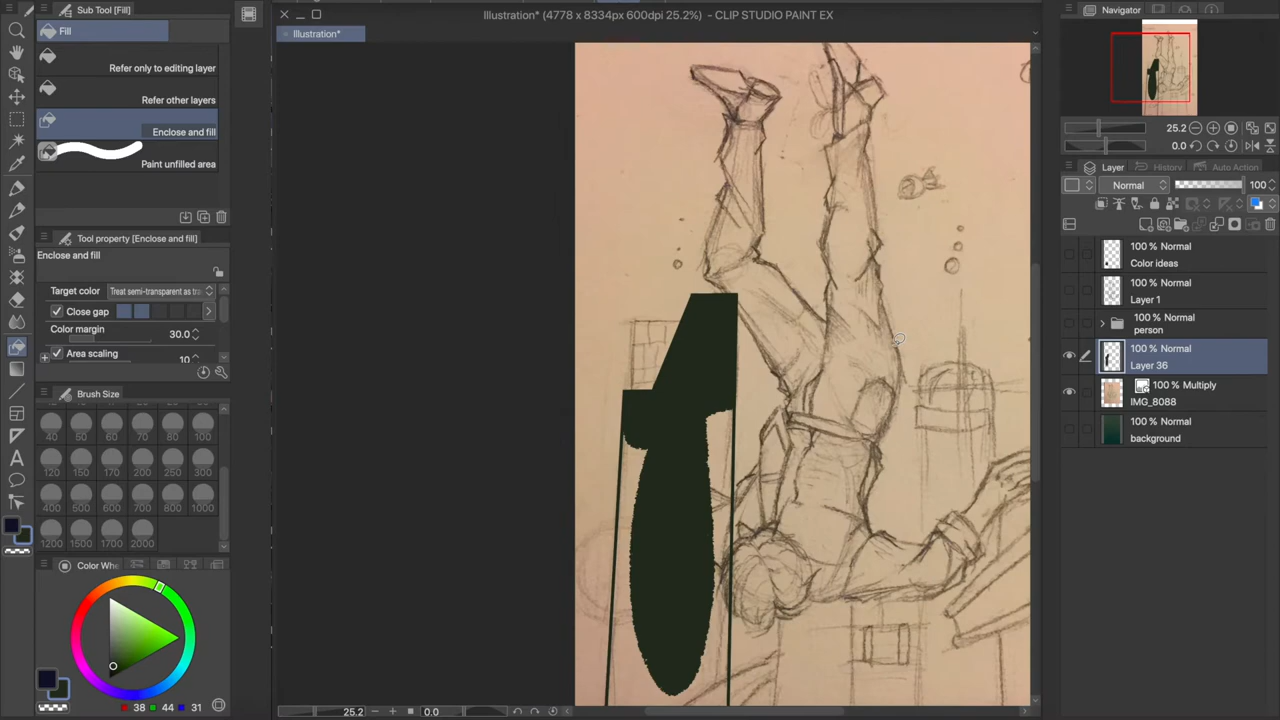 Sub Tool [Fill]
Illustration* (4778 x 8334px 600dpi 25.2%) - CLIP STUDIO PAINT EX
Navigator
Fill
Illustration*
Refer only to editing layer
Refer other layers
Enclose and fill
Paint unfilled area
25.2
0.0
Layer
History
Auto Action
Normal
100
100 % Normal
Color ideas
100 % Normal
Layer 1
100 % Normal
person
100 % Normal
Layer 36
100 % Multiply
IMG_8088
100 % Normal
background
Tool property [Enclose and fill]
Enclose and fill
Target color
Treat semi-transparent as tra
Close gap
Color margin
30.0
Area scaling
10
Brush Size
40 50 60 70 80 100
120 150 170 200 250 300
400 500 600 700 800 1000
1200 1500 1700 2000
Color Whe
38 44 31
25.2
0.0